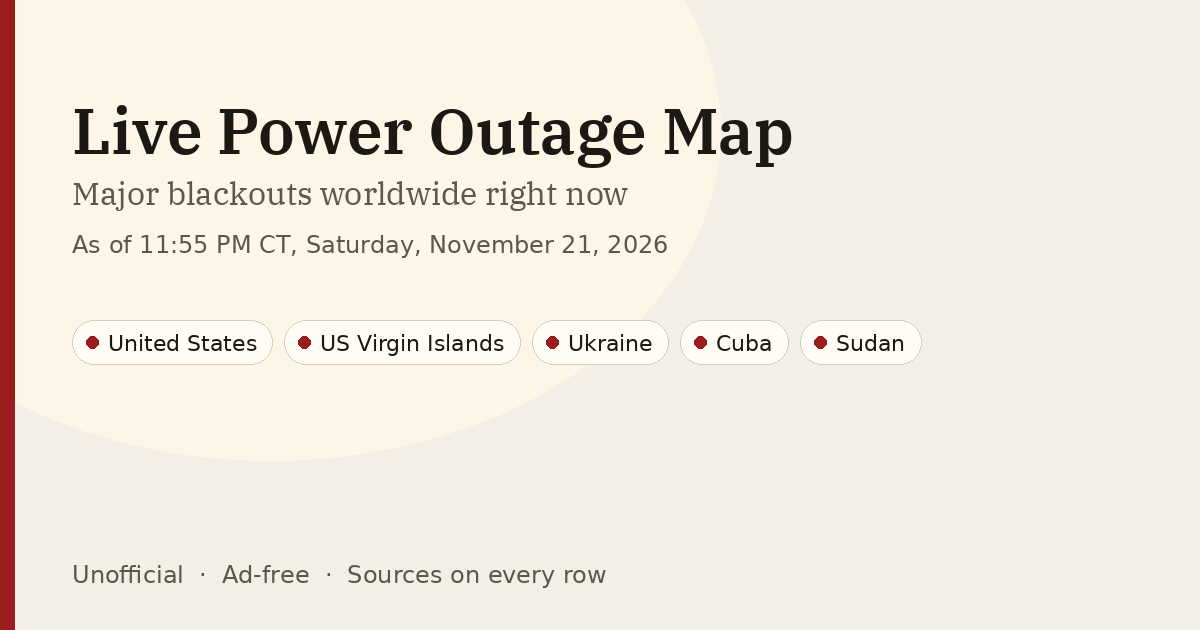 Live Power Outage Map
Major blackouts worldwide right now
As of 11:55 PM CT, Saturday, November 21, 2026
United States US Virgin Islands Ukraine Cuba Sudan
Unofficial · Ad-free · Sources on every row